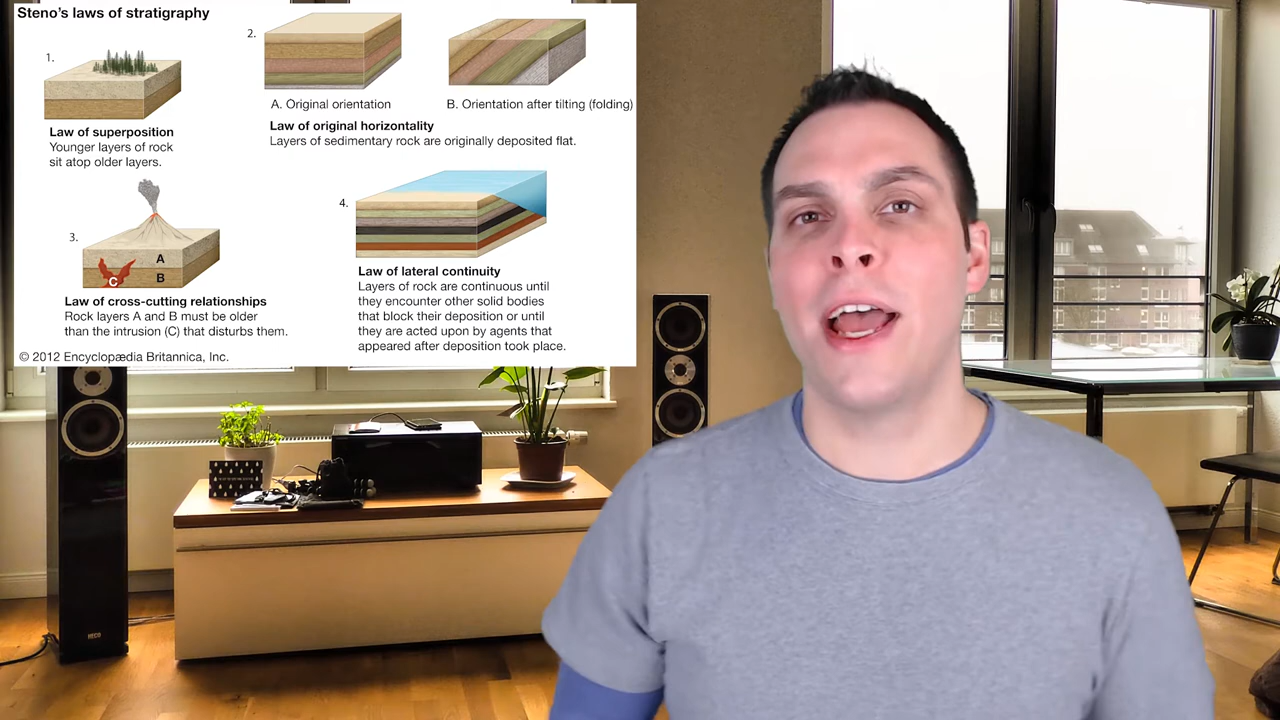 Steno's laws of stratigraphy
1.
Law of superposition
Younger layers of rock
sit atop older layers.
2.
A. Original orientation
B. Orientation after tilting (folding)
Law of original horizontality
Layers of sedimentary rock are originally deposited flat.
3.
A
B
C
Law of cross-cutting relationships
Rock layers A and B must be older
than the intrusion (C) that disturbs them.
4.
Law of lateral continuity
Layers of rock are continuous until
they encounter other solid bodies
that block their deposition or until
they are acted upon by agents that
appeared after deposition took place.
© 2012 Encyclopædia Britannica, Inc.
HECO